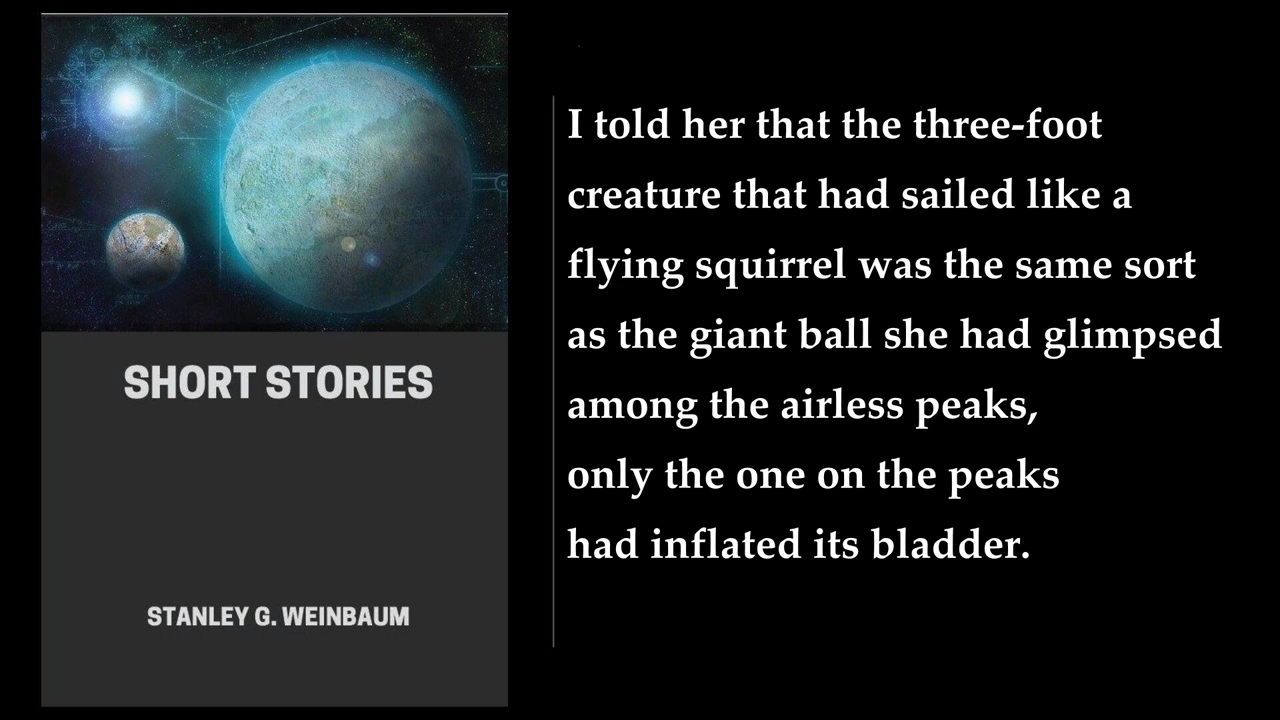 SHORT STORIES
STANLEY G. WEINBAUM
I told her that the three-foot
creature that had sailed like a
flying squirrel was the same sort
as the giant ball she had glimpsed
among the airless peaks,
only the one on the peaks
had inflated its bladder.